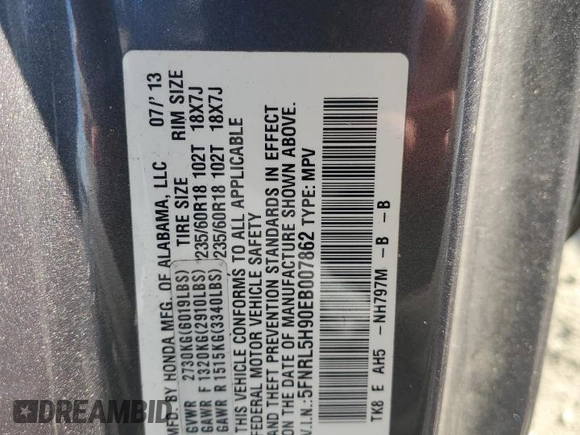 MFD. BY HONDA MFG. OF ALABAMA, LLC 07/'13
GVWR 2730KG(6019LBS) TIRE SIZE RIM SIZE
GAWR F 1320KG(2910LBS) 235/60R18 102T 18X7J
GAWR R 1515KG(3340LBS) 235/60R18 102T 18X7J
THIS VEHICLE CONFORMS TO ALL APPLICABLE
FEDERAL MOTOR VEHICLE SAFETY
AND THEFT PREVENTION STANDARDS IN EFFECT
ON THE DATE OF MANUFACTURE SHOWN ABOVE.
V.I.N.:5FNRL5H90EB007862 TYPE: MPV
TK8 E AH5 - NH797M - B - B
DREAMBID